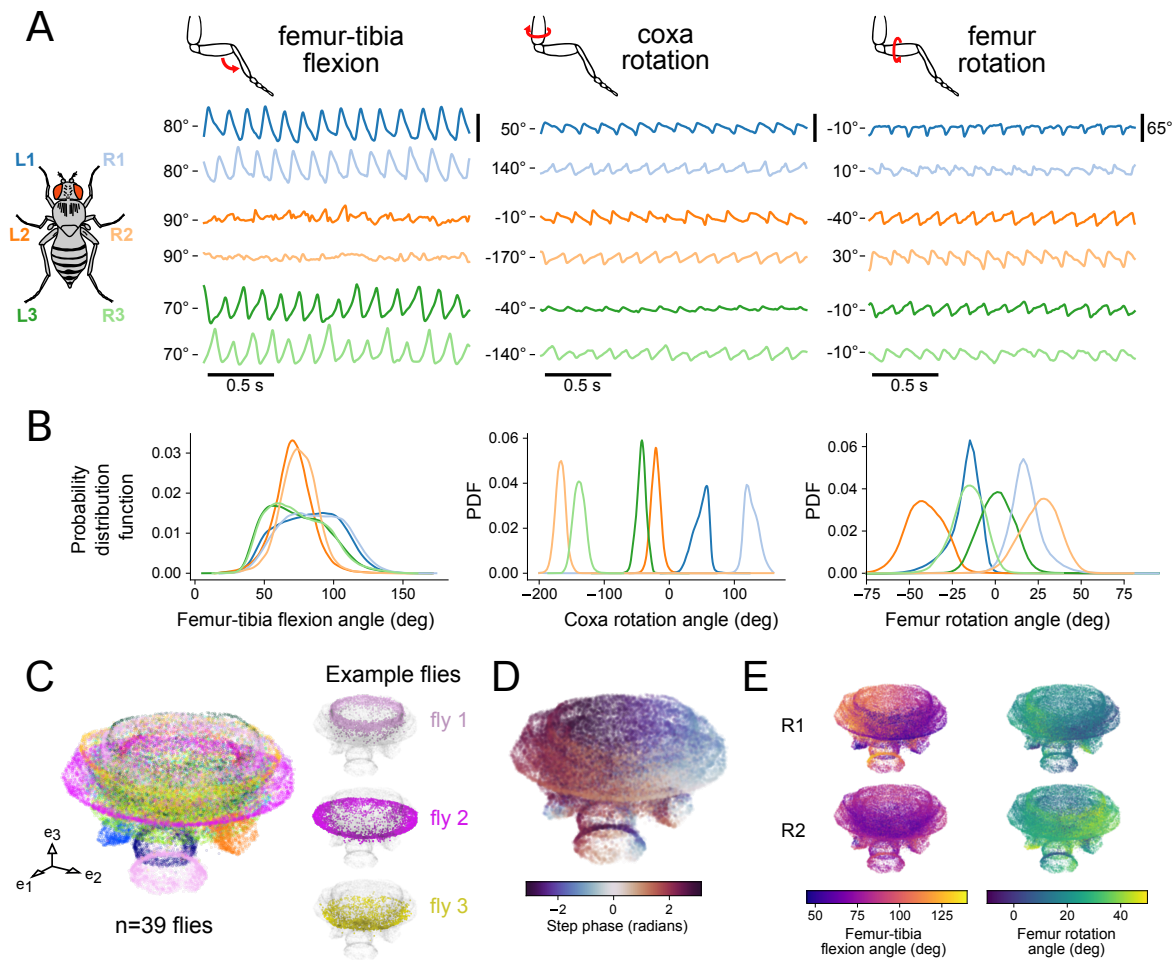 A
femur-tibia
flexion
coxa
rotation
femur
rotation
L1
R1
L2
R2
L3
R3
80°
80°
90°
90°
70°
70°
0.5 s
50°
140°
-10°
-170°
-40°
-140°
0.5 s
-10°
10°
-40°
30°
-10°
-10°
65°
0.5 s
B
Probability
distribution
function
0.03
0.02
0.01
0.00
0
50
100
150
Femur-tibia flexion angle (deg)
PDF
0.06
0.04
0.02
0.00
−200
−100
0
100
Coxa rotation angle (deg)
PDF
0.06
0.04
0.02
0.00
−75
−50
−25
0
25
50
75
Femur rotation angle (deg)
C
e3
e1
e2
n=39 flies
Example flies
fly 1
fly 2
fly 3
D
−2
0
2
Step phase (radians)
E
R1
R2
50
75
100
125
Femur-tibia
flexion angle (deg)
0
20
40
Femur rotation
angle (deg)